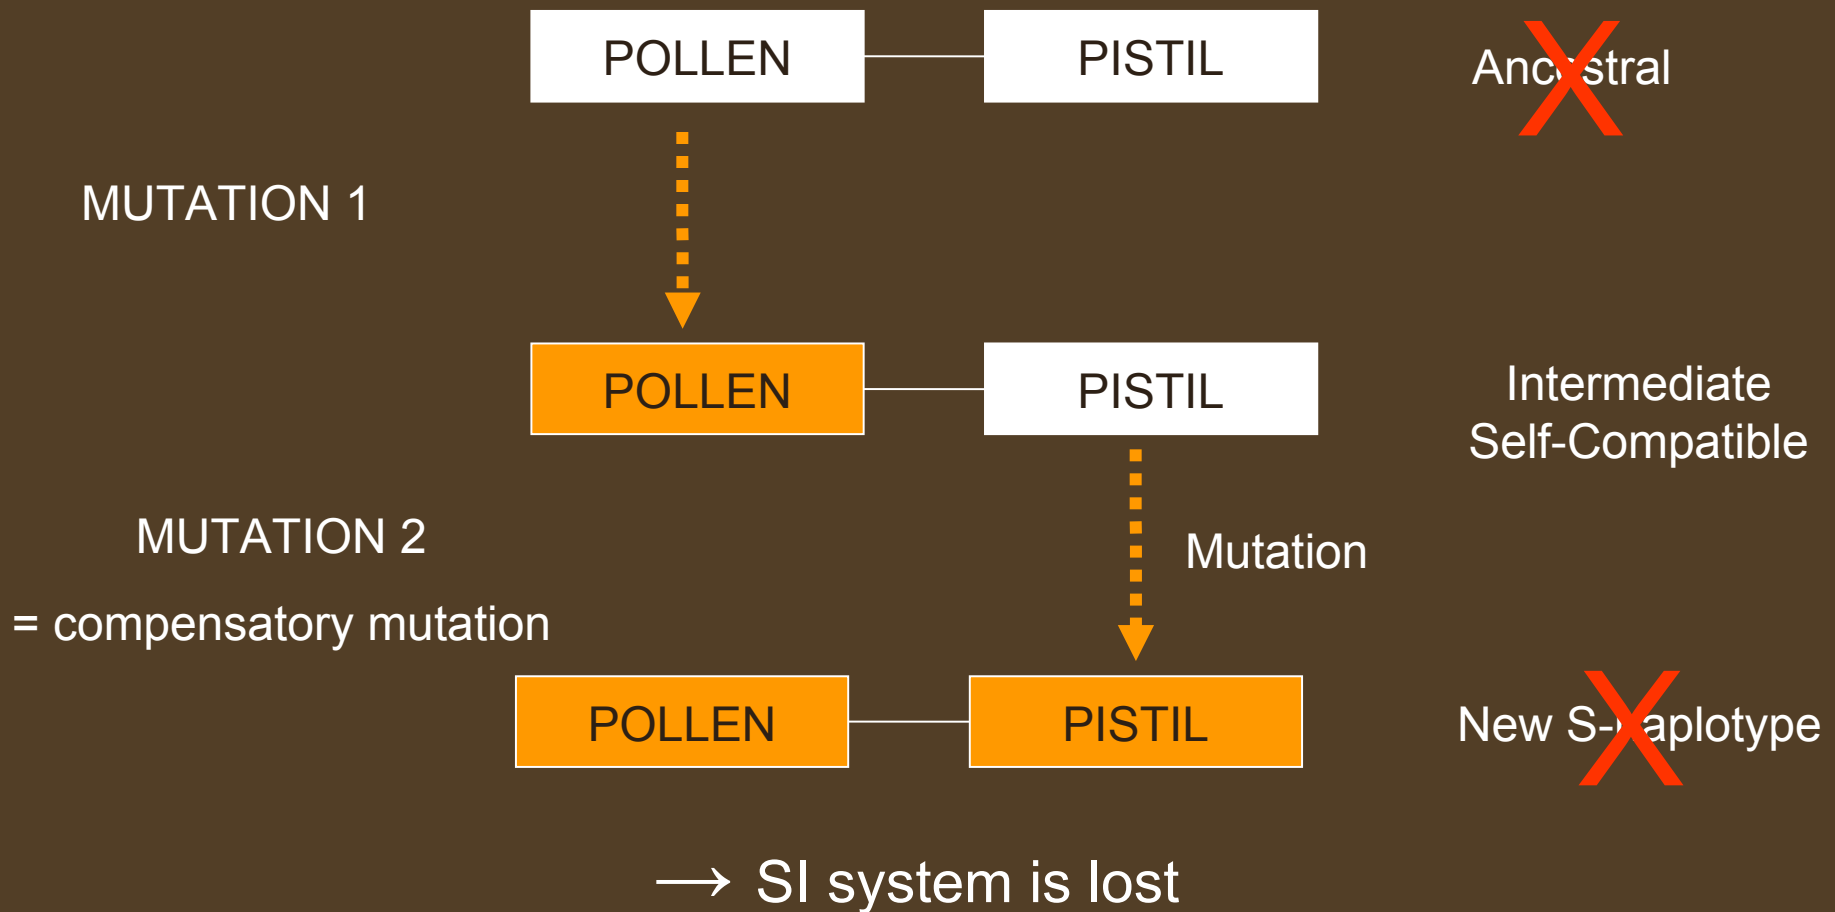 POLLEN PISTIL Ancestral
MUTATION 1
POLLEN PISTIL Intermediate
Self-Compatible
MUTATION 2
Mutation
= compensatory mutation
POLLEN PISTIL New S-Haplotype
→ SI system is lost